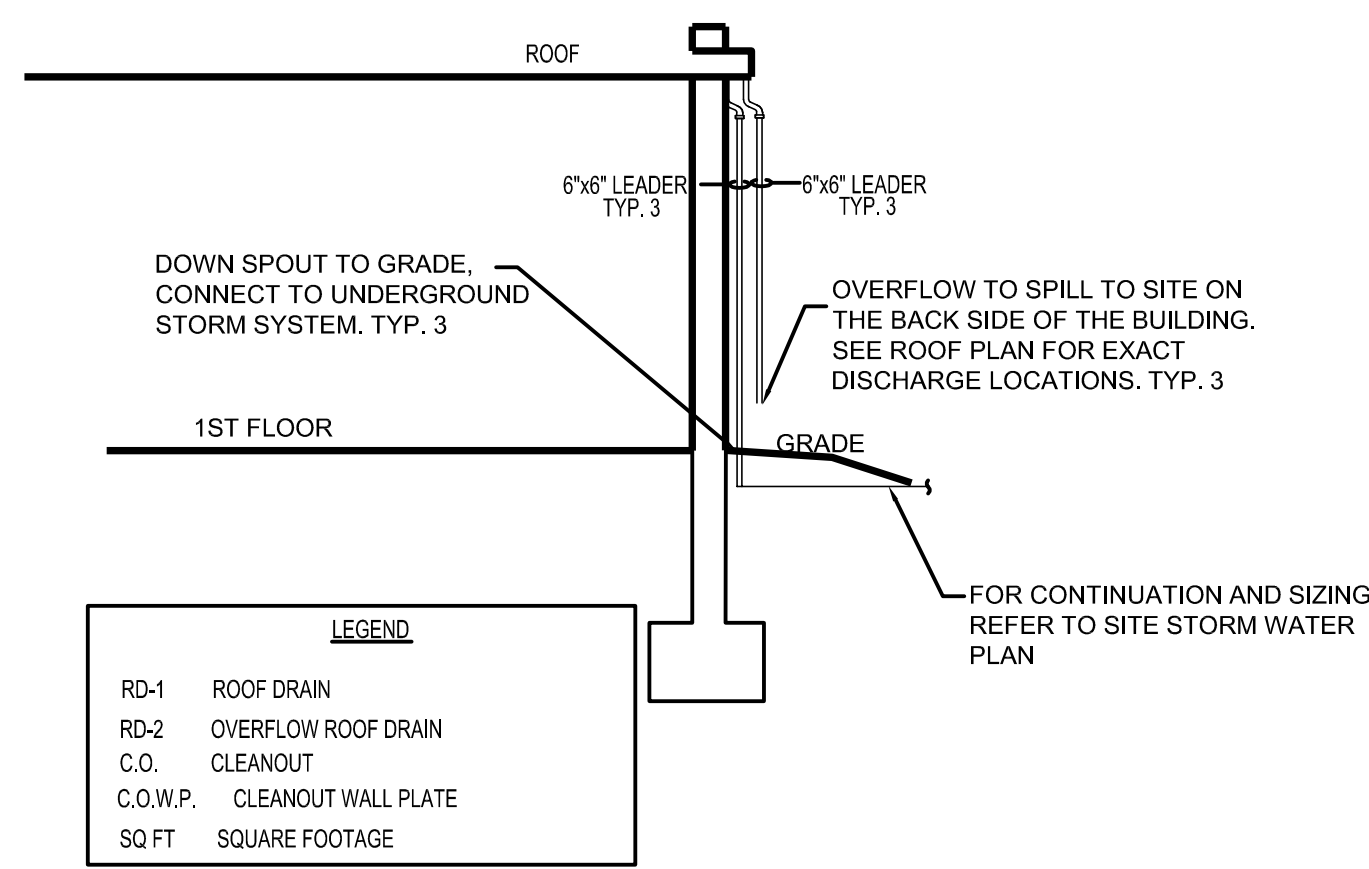 ROOF
6"x6" LEADER
TYP. 3
6"x6" LEADER
TYP. 3
DOWN SPOUT TO GRADE,
CONNECT TO UNDERGROUND
STORM SYSTEM. TYP. 3
OVERFLOW TO SPILL TO SITE ON
THE BACK SIDE OF THE BUILDING.
SEE ROOF PLAN FOR EXACT
DISCHARGE LOCATIONS. TYP. 3
1ST FLOOR
GRADE
FOR CONTINUATION AND SIZING
REFER TO SITE STORM WATER
PLAN
LEGEND
RD-1 ROOF DRAIN
RD-2 OVERFLOW ROOF DRAIN
C.O. CLEANOUT
C.O.W.P. CLEANOUT WALL PLATE
SQ FT SQUARE FOOTAGE